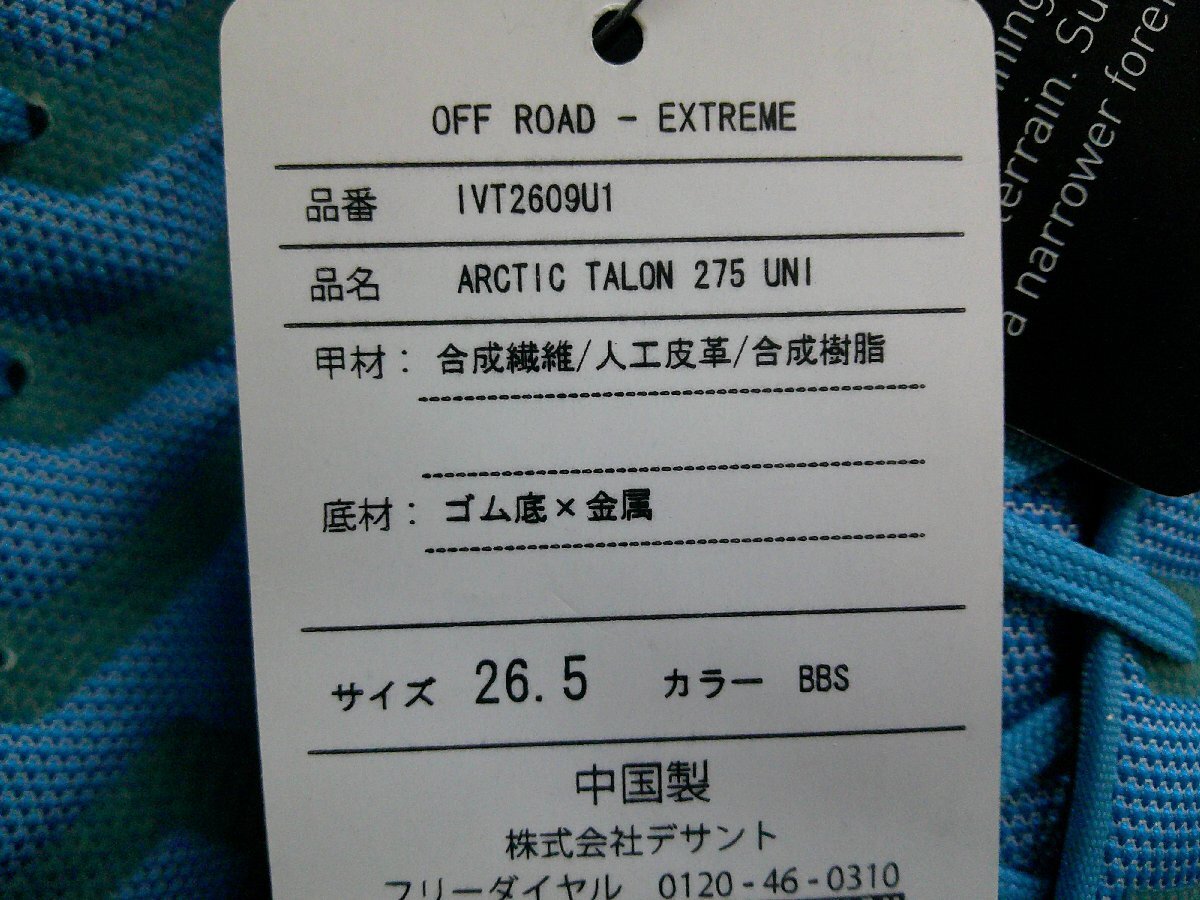 OFF ROAD - EXTREME
品番 IVT2609U1
品名 ARCTIC TALON 275 UNI
甲材： 合成繊維/人工皮革/合成樹脂
底材： ゴム底×金属
サイズ 26.5 カラー BBS
中国製
株式会社デサント
フリーダイヤル 0120-46-0310
terrain. Su
a narrower